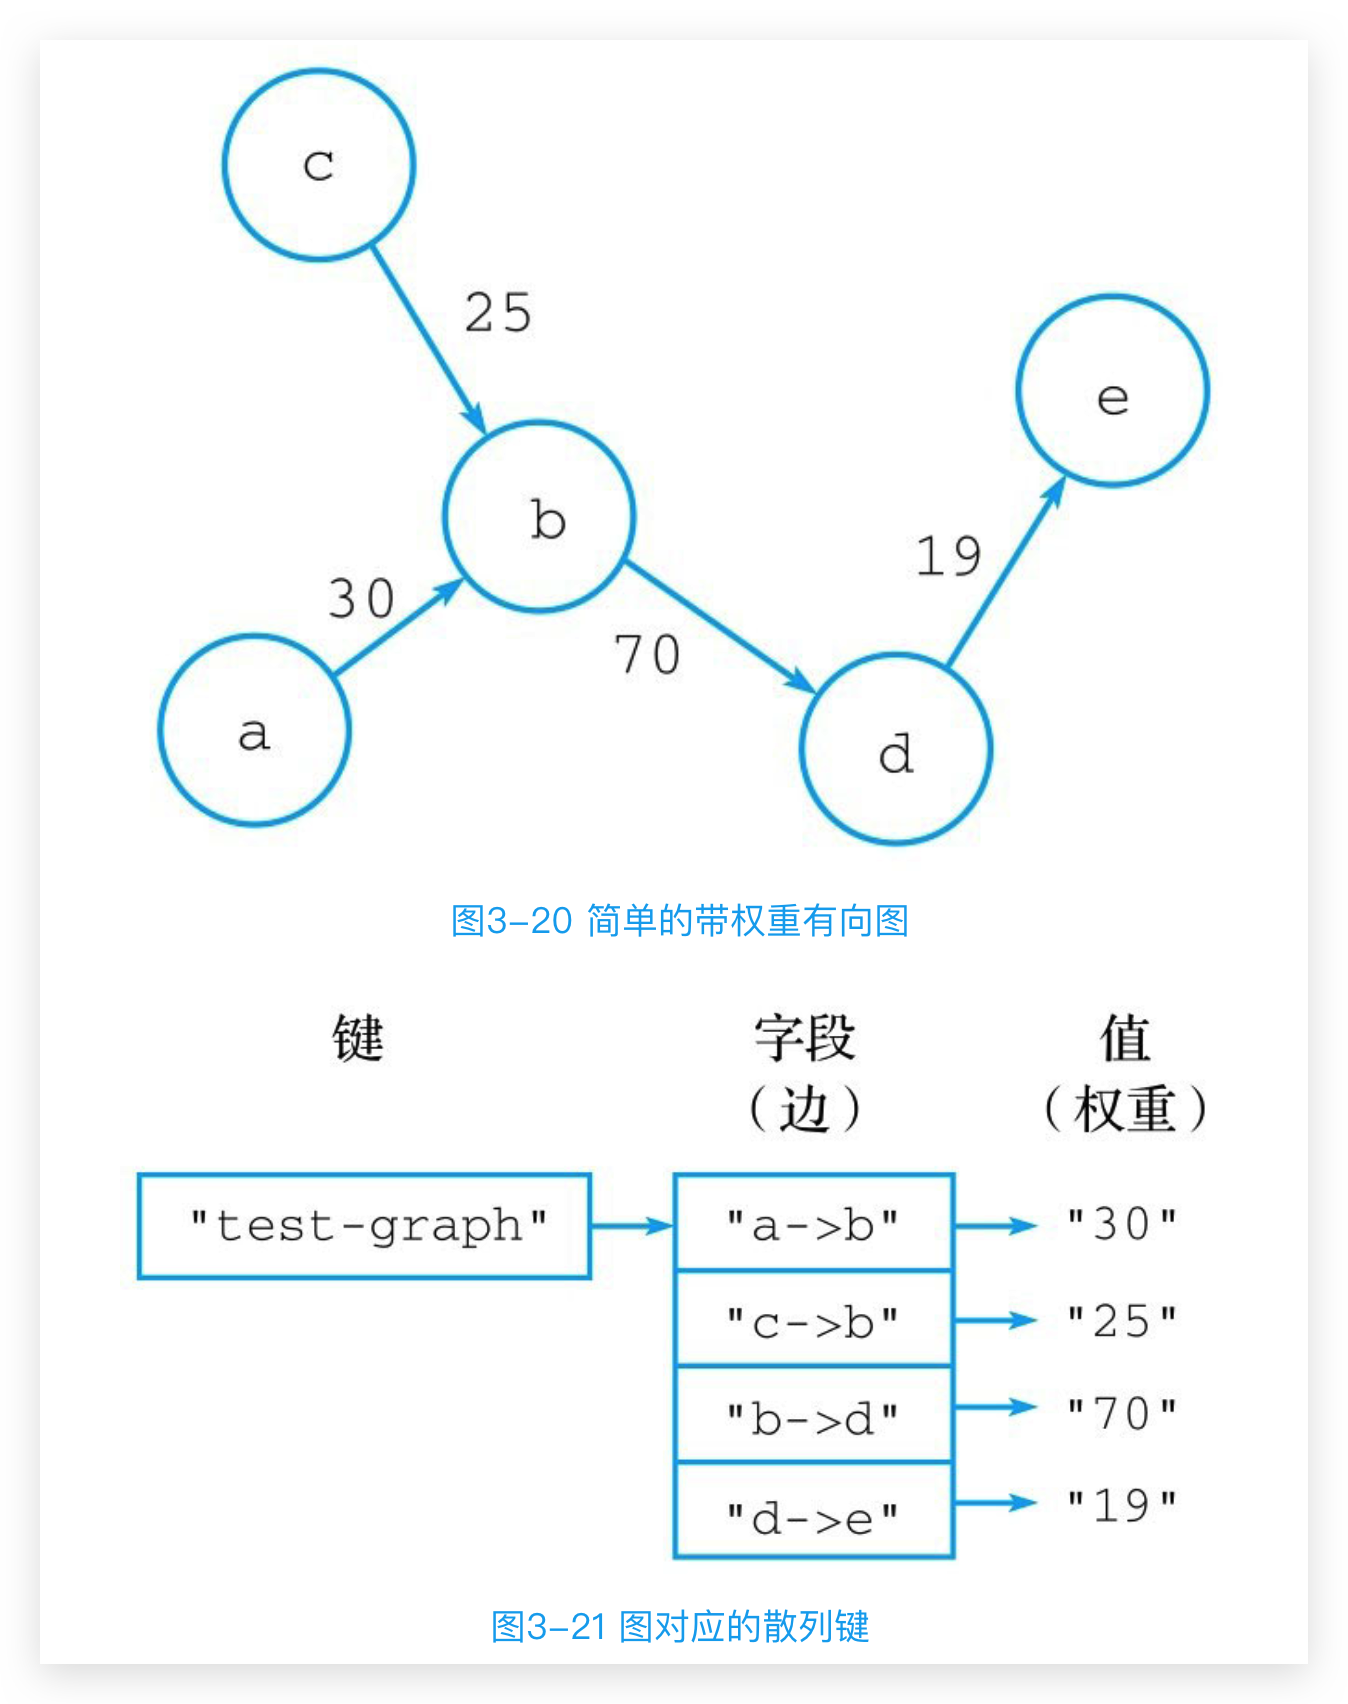 c
25
e
b
19
30
70
a
d
图3-20 简单的带权重有向图
键 字段 值
（边） （权重）
"test-graph" "a->b" "30"
"c->b" "25"
"b->d" "70"
"d->e" "19"
图3-21 图对应的散列键